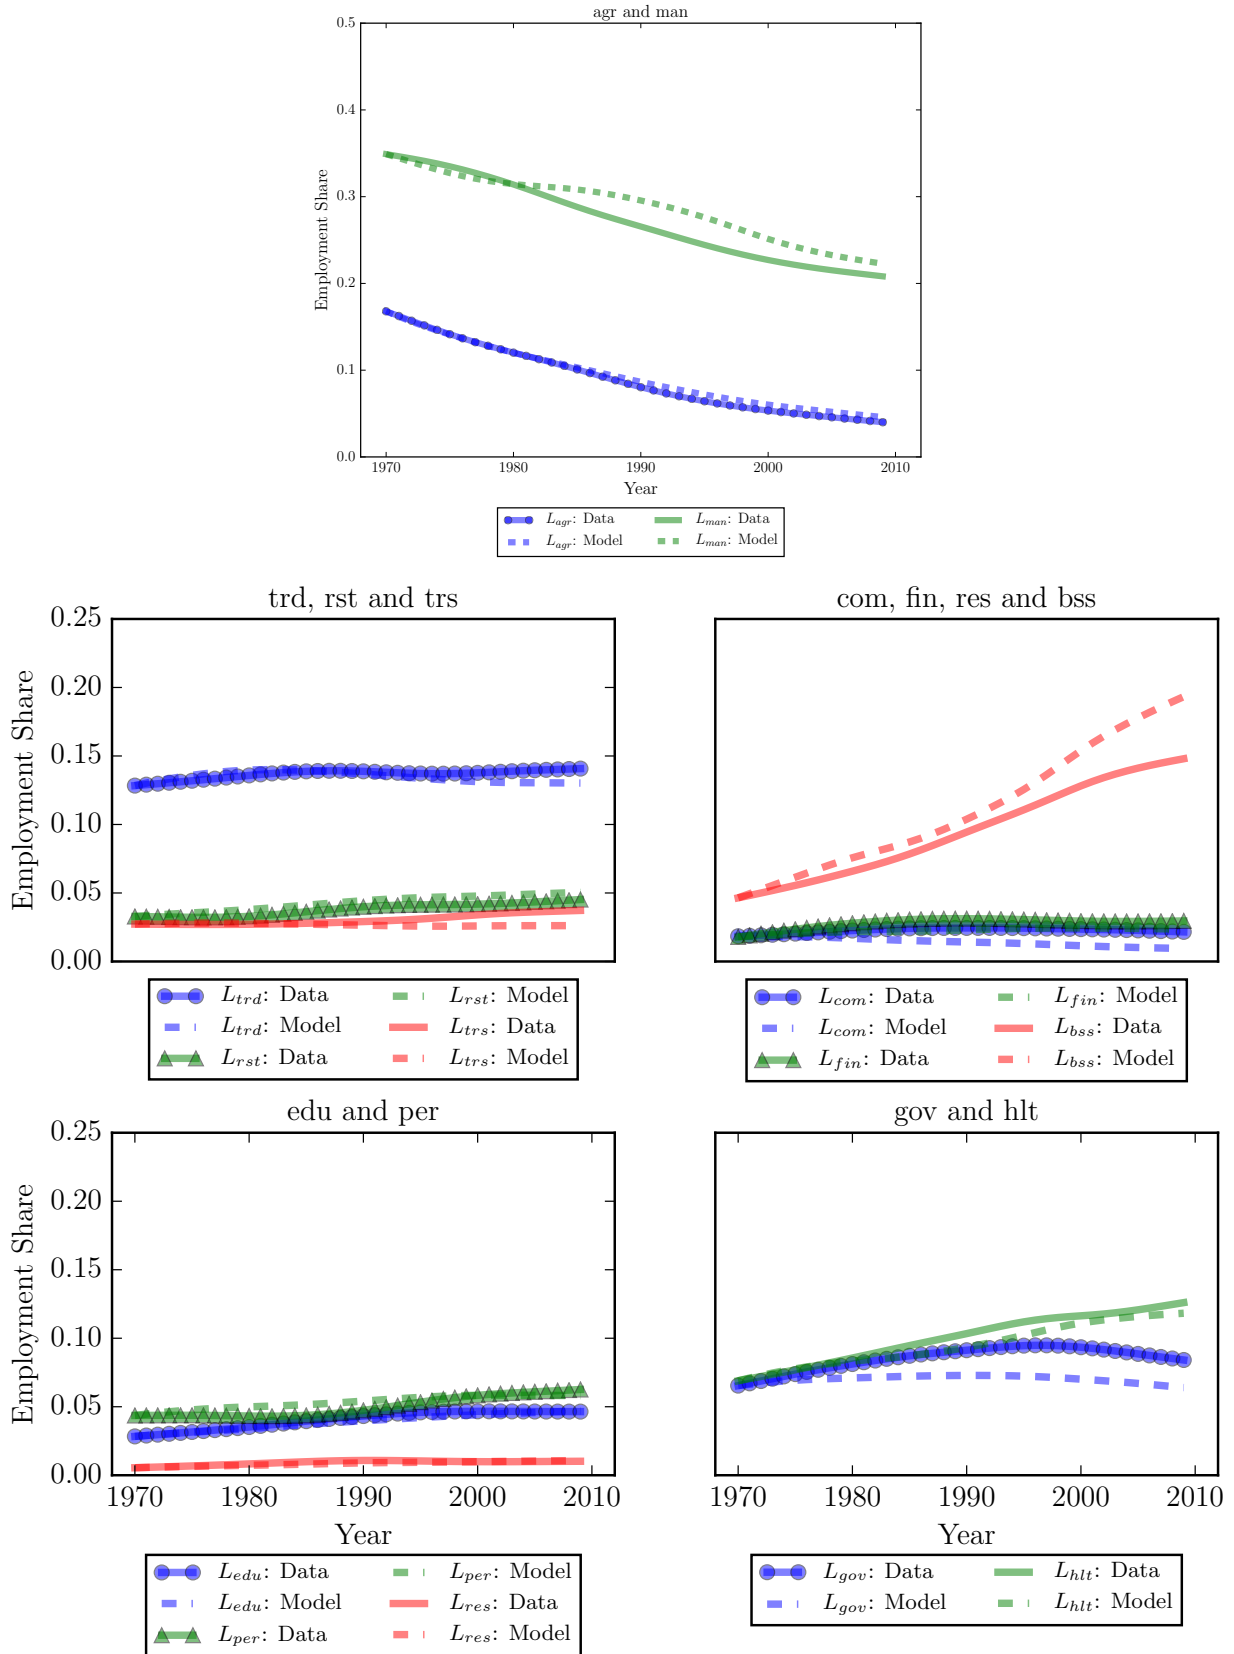 agr and man
0.5
0.4
0.3
0.2
0.1
0.0
Employment Share
1970 1980 1990 2000 2010
Year
L_agr: Data L_man: Data
L_agr: Model L_man: Model
trd, rst and trs
0.25
0.20
0.15
0.10
0.05
0.00
Employment Share
L_trd: Data L_rst: Model
L_trd: Model L_trs: Data
L_rst: Data L_trs: Model
com, fin, res and bss
L_com: Data L_fin: Model
L_com: Model L_bss: Data
L_fin: Data L_bss: Model
edu and per
0.25
0.20
0.15
0.10
0.05
0.00
Employment Share
1970 1980 1990 2000 2010
Year
L_edu: Data L_per: Model
L_edu: Model L_res: Data
L_per: Data L_res: Model
gov and hlt
1970 1980 1990 2000 2010
Year
L_gov: Data L_hlt: Data
L_gov: Model L_hlt: Model